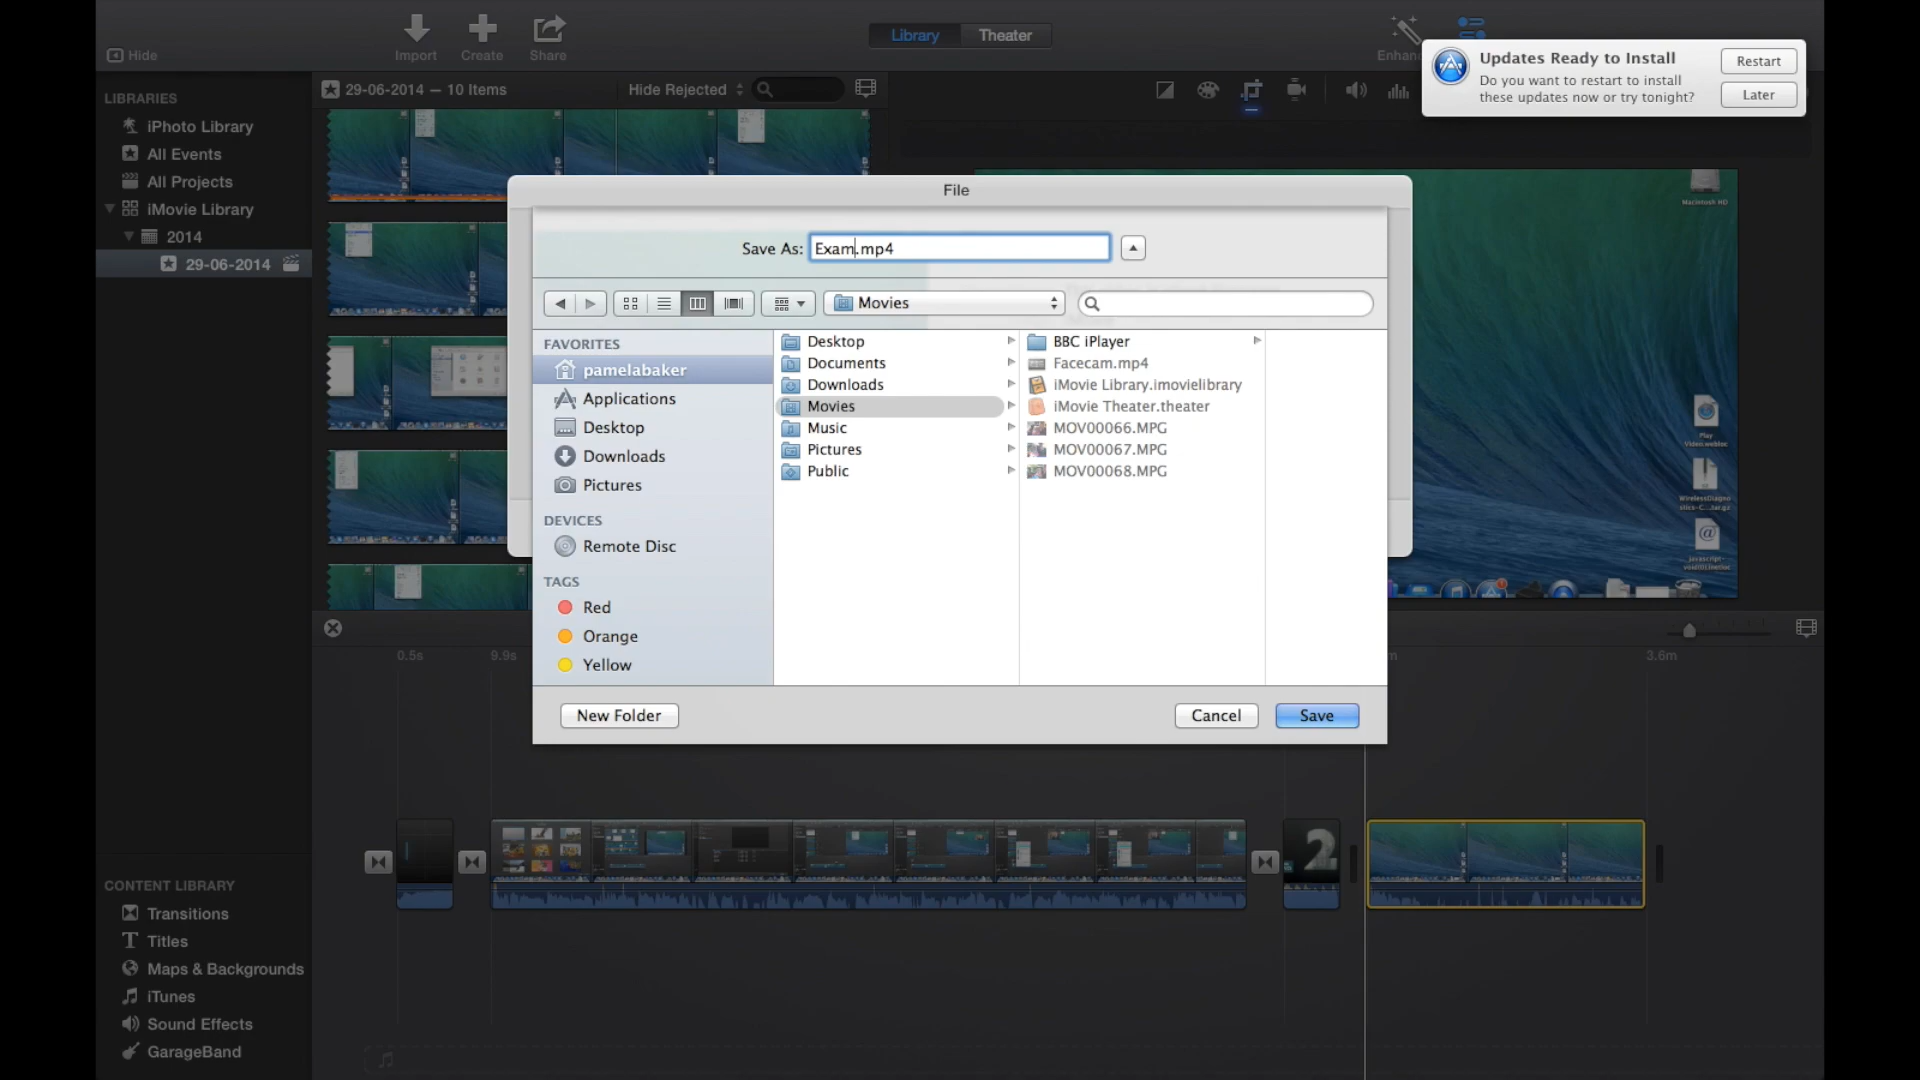 Hide
Import
Create
Share
Library
Theater
Updates Ready to Install
Do you want to restart to install
these updates now or try tonight?
Restart
Later
LIBRARIES
iPhoto Library
All Events
All Projects
iMovie Library
2014
29-06-2014
29-06-2014 — 10 Items
Hide Rejected
File
Save As:
Exam.mp4
Movies
FAVORITES
pamelabaker
Applications
Desktop
Downloads
Pictures
DEVICES
Remote Disc
TAGS
Red
Orange
Yellow
Desktop
Documents
Downloads
Movies
Music
Pictures
Public
BBC iPlayer
Facecam.mp4
iMovie Library.imovielibrary
iMovie Theater.theater
MOV00066.MPG
MOV00067.MPG
MOV00068.MPG
New Folder
Cancel
Save
Macintosh HD
Play
Video.webloc
0.5s
9.9s
3.6m
2
CONTENT LIBRARY
Transitions
Titles
Maps & Backgrounds
iTunes
Sound Effects
GarageBand